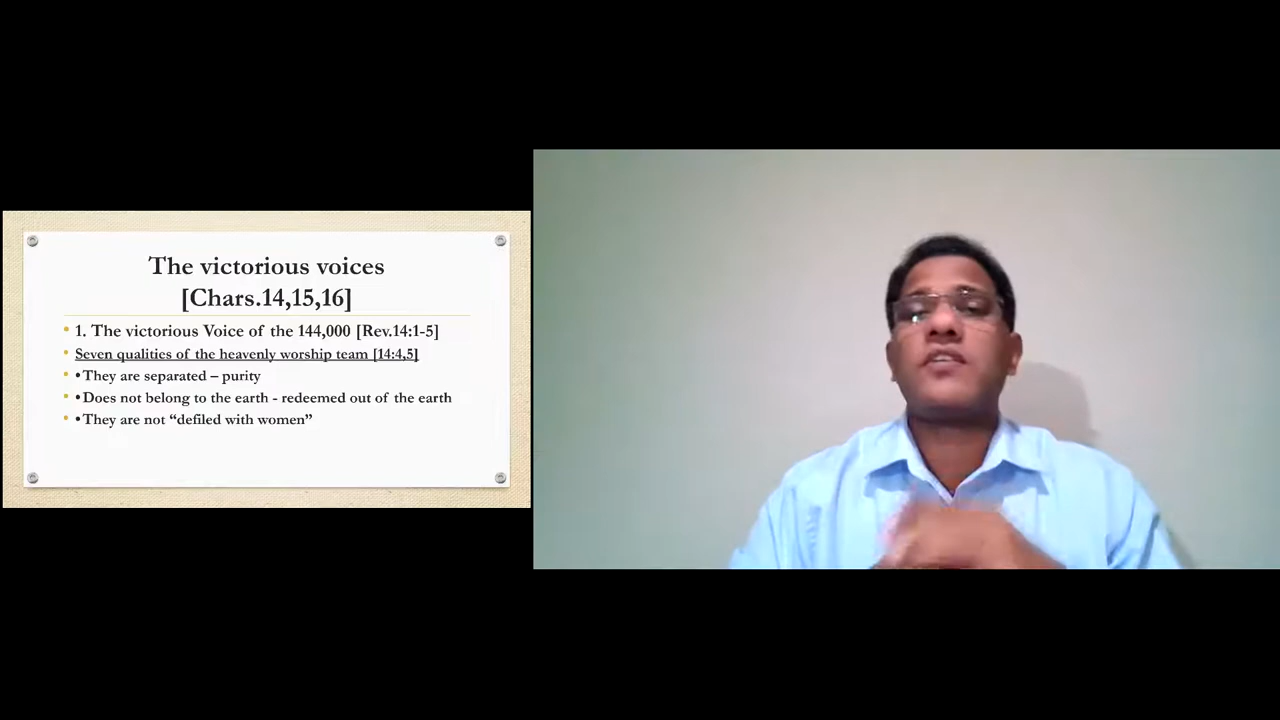 The victorious voices
[Chars.14,15,16]
• 1. The victorious Voice of the 144,000 [Rev.14:1-5]
• Seven qualities of the heavenly worship team [14:4,5]
• • They are separated – purity
• • Does not belong to the earth - redeemed out of the earth
• • They are not “defiled with women”